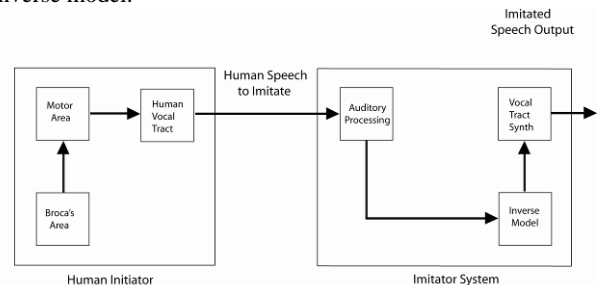 inverse model.
Imitated
Speech Output
Human Speech
to Imitate
Motor
Area
Human
Vocal
Tract
Auditory
Processing
Vocal
Tract
Synth
Broca's
Area
Inverse
Model
Human Initiator
Imitator System